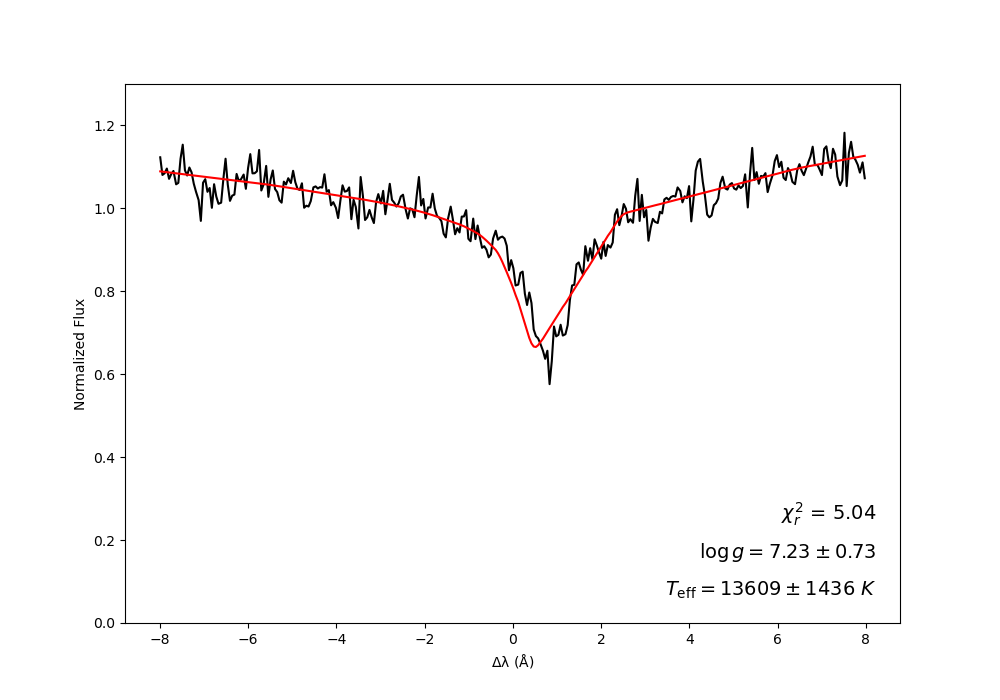 1.2
1.0
0.8
0.6
0.4
0.2
0.0
Normalized Flux
χ²ᵣ = 5.04
log g = 7.23 ± 0.73
T_eff = 13609 ± 1436 K
−8 −6 −4 −2 0 2 4 6 8
Δλ (Å)